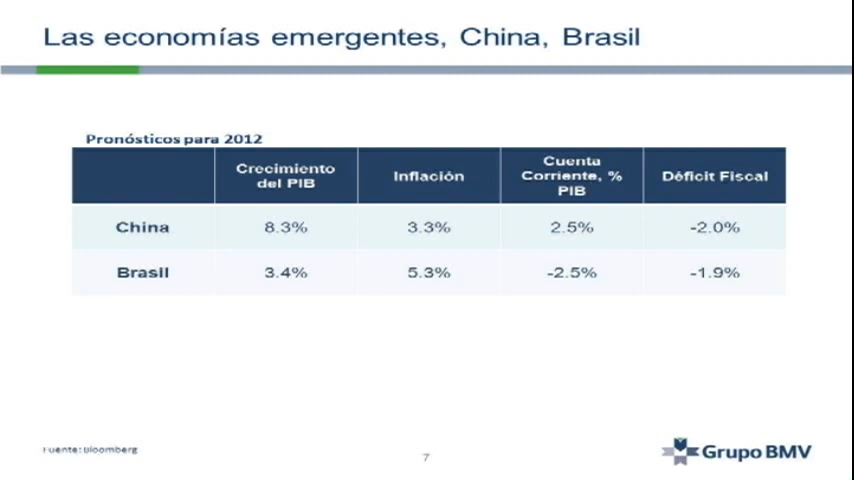 Las economías emergentes, China, Brasil
Pronósticos para 2012
Crecimiento
del PIB
Inflación
Cuenta
Corriente, %
PIB
Déficit Fiscal
China 8.3% 3.3% 2.5% -2.0%
Brasil 3.4% 5.3% -2.5% -1.9%
Fuente: Bloomberg
7
Grupo BMV